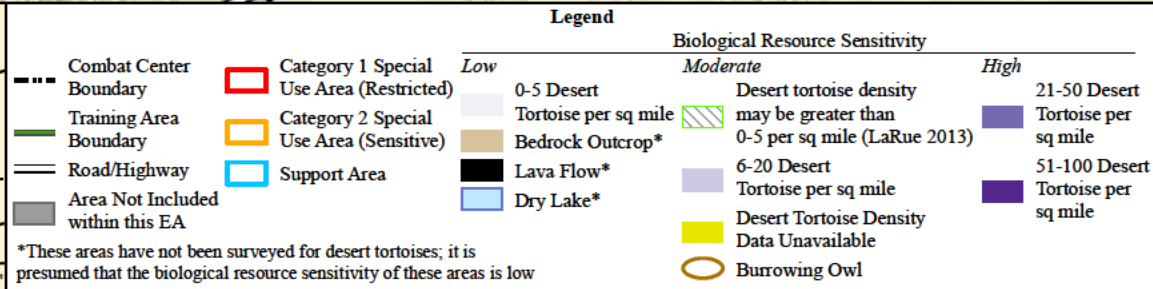 Legend
Combat Center
Boundary
Training Area
Boundary
Road/Highway
Area Not Included
within this EA
Category 1 Special
Use Area (Restricted)
Category 2 Special
Use Area (Sensitive)
Support Area
Biological Resource Sensitivity
Low
0-5 Desert
Tortoise per sq mile
Bedrock Outcrop*
Lava Flow*
Dry Lake*
Moderate
Desert tortoise density
may be greater than
0-5 per sq mile (LaRue 2013)
6-20 Desert
Tortoise per sq mile
Desert Tortoise Density
Data Unavailable
Burrowing Owl
High
21-50 Desert
Tortoise per
sq mile
51-100 Desert
Tortoise per
sq mile
*These areas have not been surveyed for desert tortoises; it is
presumed that the biological resource sensitivity of these areas is low